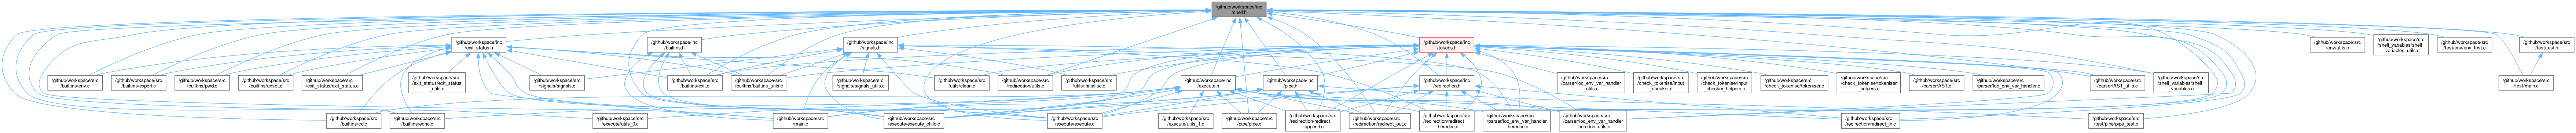 /github/workspace/inc
/shell.h
/github/workspace/inc
/exit_status.h
/github/workspace/inc
/builtins.h
/github/workspace/inc
/signals.h
/github/workspace/inc
/tokens.h
/github/workspace/src
/env/utils.c
/github/workspace/src
/shell_variables/shell
_variables_utils.c
/github/workspace/src
/test/env/env_test.c
/github/workspace/inc
/test/test.h
/github/workspace/src
/builtins/env.c
/github/workspace/src
/builtins/export.c
/github/workspace/src
/builtins/pwd.c
/github/workspace/src
/builtins/unset.c
/github/workspace/src
/exit_status/exit_status.c
/github/workspace/src
/exit_status/exit_status
_utils.c
/github/workspace/src
/signals/signals.c
/github/workspace/src
/builtins/exit.c
/github/workspace/src
/builtins/builtins_utils.c
/github/workspace/src
/signals/signals_utils.c
/github/workspace/src
/utils/clean.c
/github/workspace/src
/redirection/utils.c
/github/workspace/src
/utils/initialise.c
/github/workspace/inc
/execute.h
/github/workspace/inc
/pipe.h
/github/workspace/inc
/redirection.h
/github/workspace/src
/parser/loc_env_var_handler
_utils.c
/github/workspace/src
/check_tokenise/input
_checker.c
/github/workspace/src
/check_tokenise/input
_checker_helpers.c
/github/workspace/src
/check_tokenise/tokeniser.c
/github/workspace/src
/check_tokenise/tokeniser
_helpers.c
/github/workspace/src
/parser/AST.c
/github/workspace/src
/parser/loc_env_var_handler.c
/github/workspace/src
/parser/AST_utils.c
/github/workspace/src
/shell_variables/shell
_variables.c
/github/workspace/src
/test/main.c
/github/workspace/src
/builtins/cd.c
/github/workspace/src
/builtins/echo.c
/github/workspace/src
/execute/utils_0.c
/github/workspace/src
/main.c
/github/workspace/src
/execute/execute_child.c
/github/workspace/src
/execute/execute.c
/github/workspace/src
/execute/utils_1.c
/github/workspace/src
/pipe/pipe.c
/github/workspace/src
/redirection/redirect
_append.c
/github/workspace/src
/redirection/redirect_out.c
/github/workspace/src
/redirection/redirect
_heredoc.c
/github/workspace/src
/parser/loc_env_var
_heredoc.c
/github/workspace/src
/parser/loc_env_var
_heredoc_utils.c
/github/workspace/src
/redirection/redirect_in.c
/github/workspace/src
/test/pipe/pipe_test.c